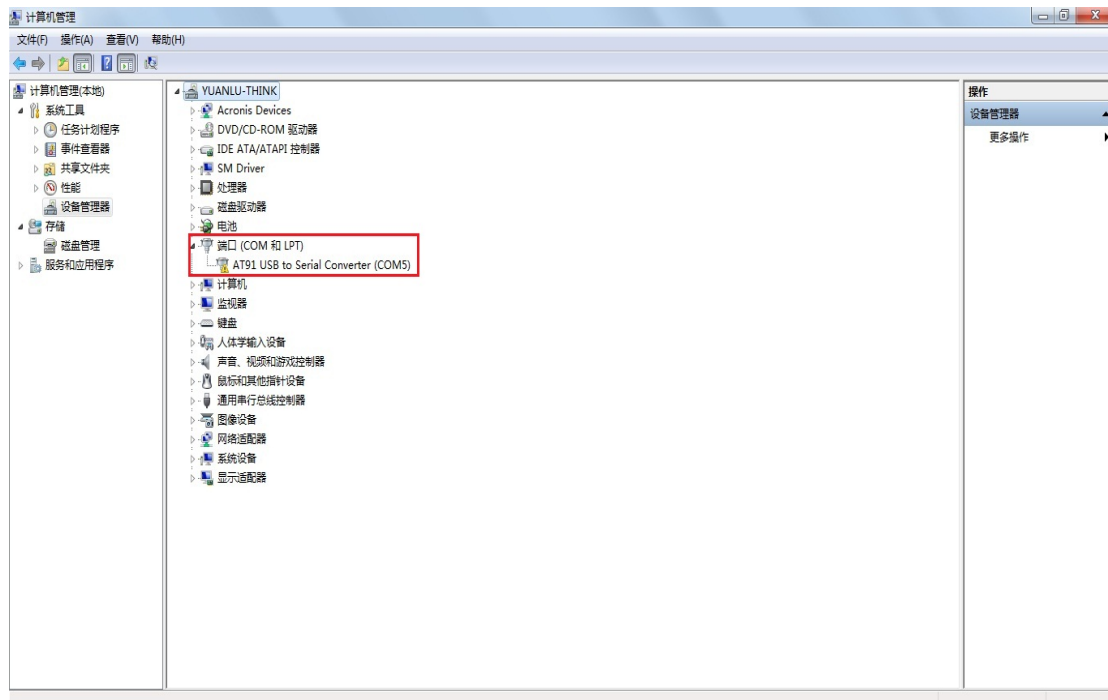 计算机管理
文件(F) 操作(A) 查看(V) 帮助(H)
计算机管理(本地)
系统工具
任务计划程序
事件查看器
共享文件夹
性能
设备管理器
存储
磁盘管理
服务和应用程序
YUANLU-THINK
Acronis Devices
DVD/CD-ROM 驱动器
IDE ATA/ATAPI 控制器
SM Driver
处理器
磁盘驱动器
电池
端口 (COM 和 LPT)
AT91 USB to Serial Converter (COM5)
计算机
监视器
键盘
人体学输入设备
声音、视频和游戏控制器
鼠标和其他指针设备
通用串行总线控制器
图像设备
网络适配器
系统设备
显示适配器
操作
设备管理器
更多操作